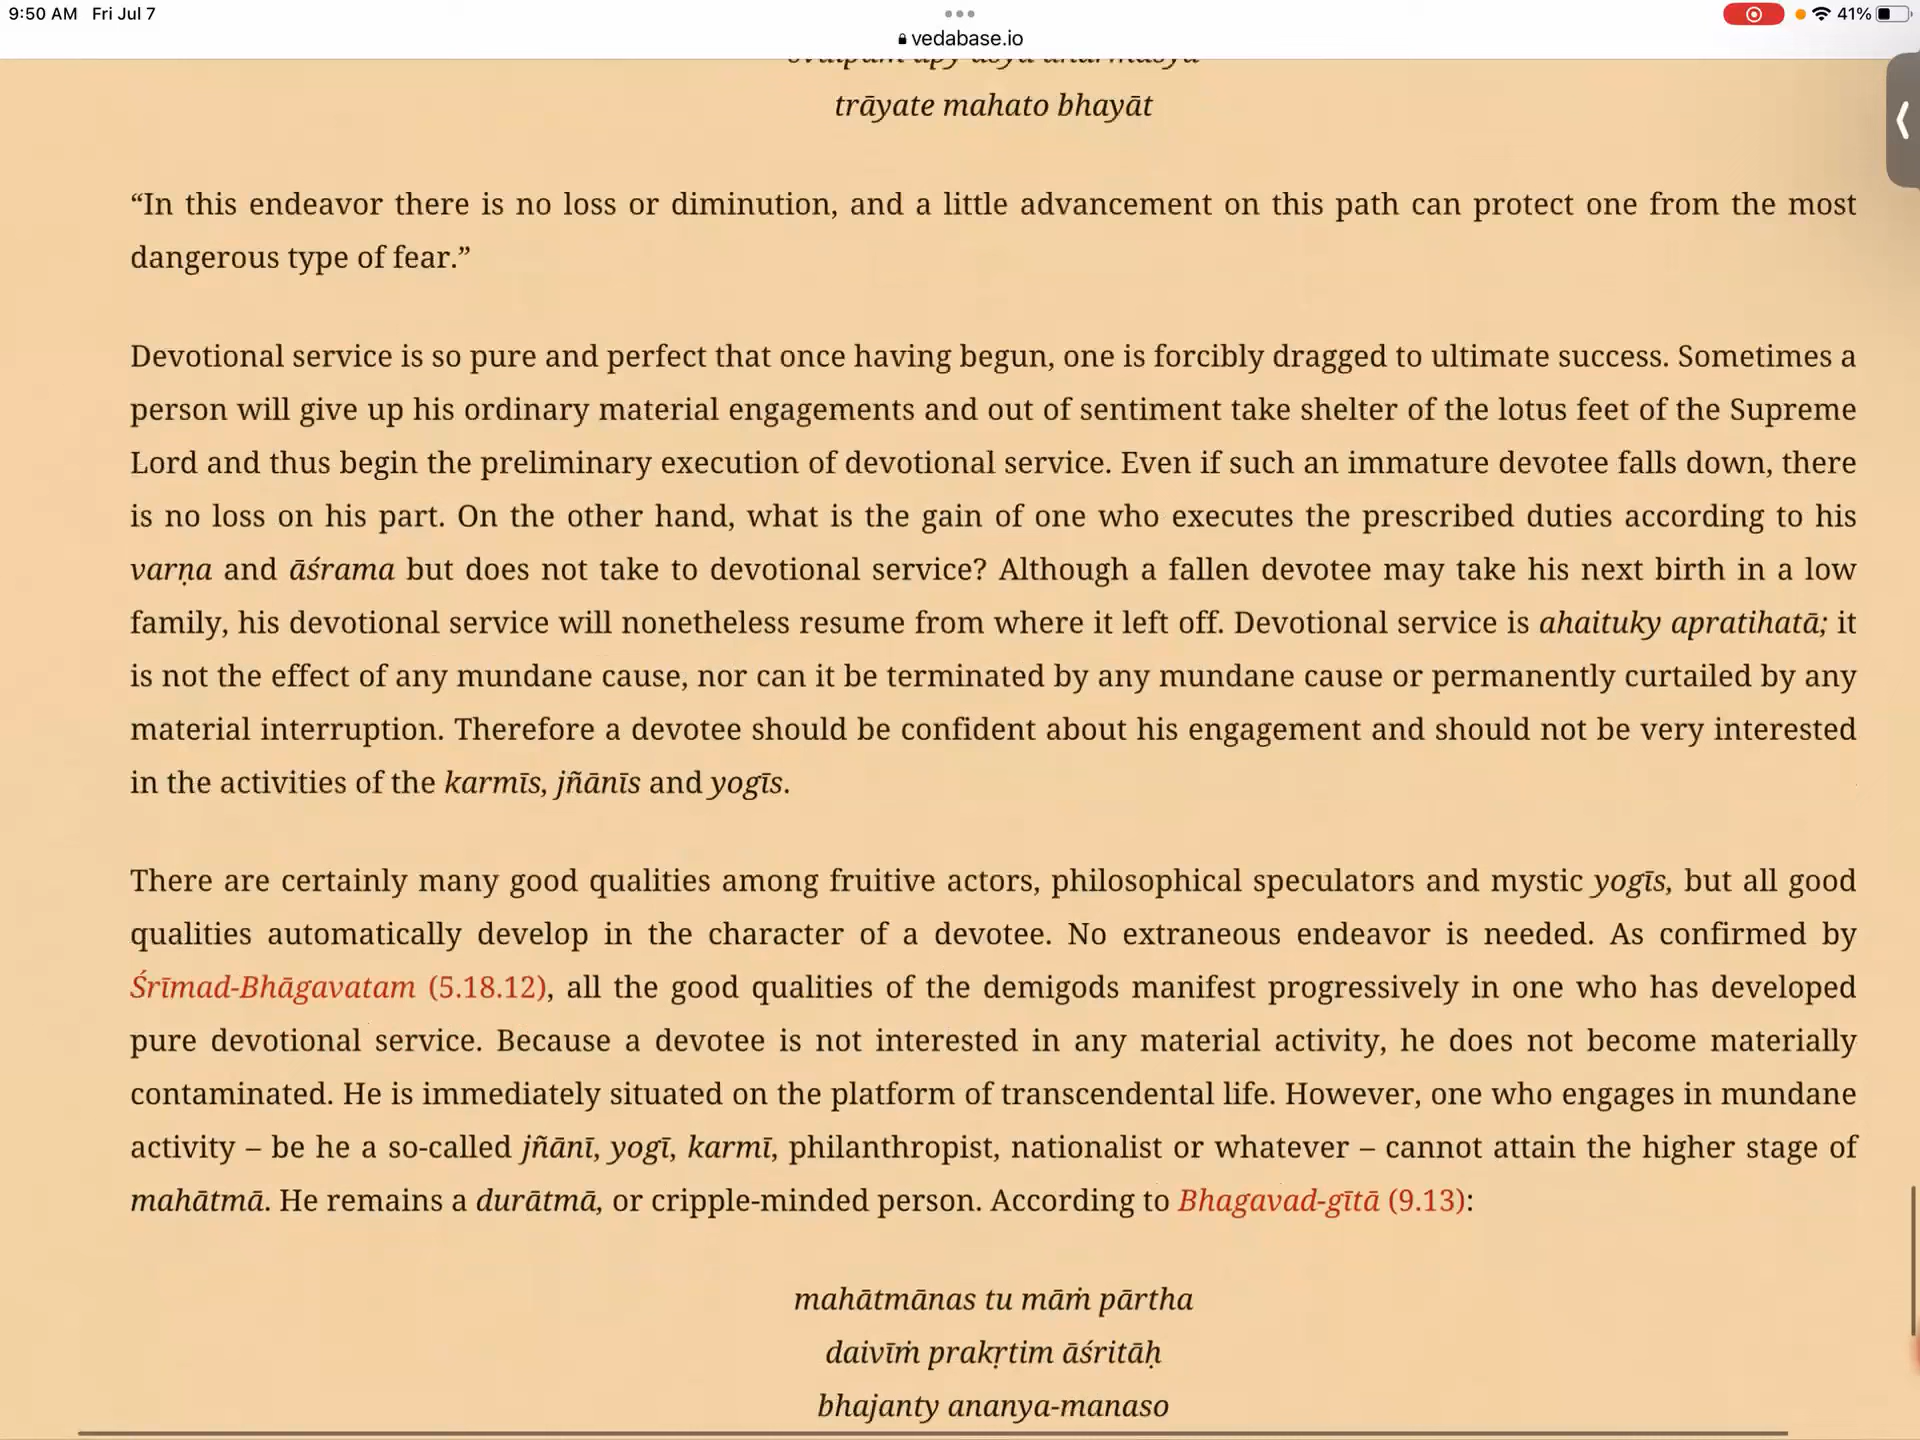 9:50 AM Fri Jul 7
41%
vedabase.io
svalpam apy asya dharmasya
trāyate mahato bhayāt
“In this endeavor there is no loss or diminution, and a little advancement on this path can protect one from the most
dangerous type of fear.”
Devotional service is so pure and perfect that once having begun, one is forcibly dragged to ultimate success. Sometimes a
person will give up his ordinary material engagements and out of sentiment take shelter of the lotus feet of the Supreme
Lord and thus begin the preliminary execution of devotional service. Even if such an immature devotee falls down, there
is no loss on his part. On the other hand, what is the gain of one who executes the prescribed duties according to his
varṇa and āśrama but does not take to devotional service? Although a fallen devotee may take his next birth in a low
family, his devotional service will nonetheless resume from where it left off. Devotional service is ahaituky apratihatā; it
is not the effect of any mundane cause, nor can it be terminated by any mundane cause or permanently curtailed by any
material interruption. Therefore a devotee should be confident about his engagement and should not be very interested
in the activities of the karmīs, jñānīs and yogīs.
There are certainly many good qualities among fruitive actors, philosophical speculators and mystic yogīs, but all good
qualities automatically develop in the character of a devotee. No extraneous endeavor is needed. As confirmed by
Śrīmad-Bhāgavatam (5.18.12), all the good qualities of the demigods manifest progressively in one who has developed
pure devotional service. Because a devotee is not interested in any material activity, he does not become materially
contaminated. He is immediately situated on the platform of transcendental life. However, one who engages in mundane
activity – be he a so-called jñānī, yogī, karmī, philanthropist, nationalist or whatever – cannot attain the higher stage of
mahātmā. He remains a durātmā, or cripple-minded person. According to Bhagavad-gītā (9.13):
mahātmānas tu māṁ pārtha
daivīṁ prakṛtim āśritāḥ
bhajanty ananya-manaso